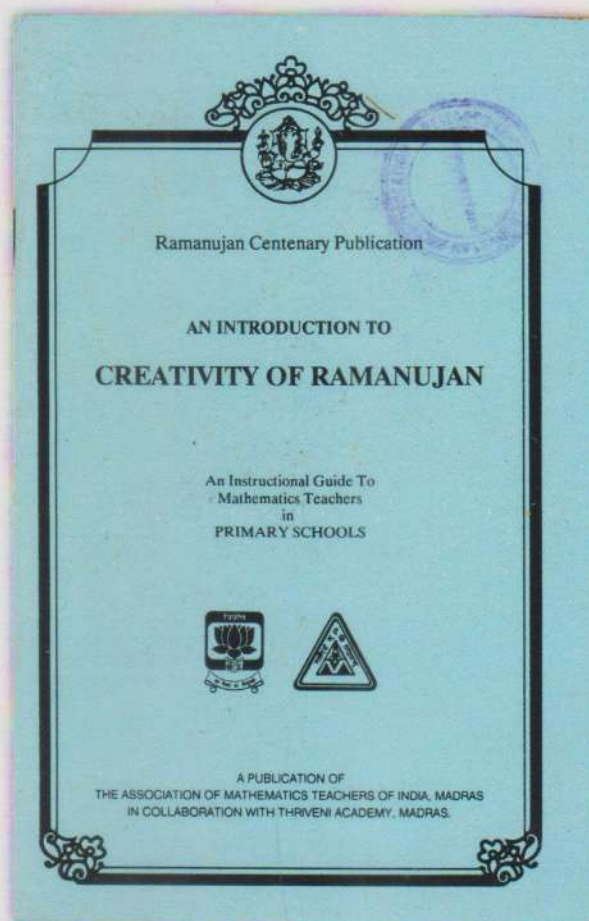 Ramanujan Centenary Publication
AN INTRODUCTION TO
CREATIVITY OF RAMANUJAN
An Instructional Guide To
Mathematics Teachers
in
PRIMARY SCHOOLS
A PUBLICATION OF
THE ASSOCIATION OF MATHEMATICS TEACHERS OF INDIA, MADRAS
IN COLLABORATION WITH THRIVENI ACADEMY, MADRAS.